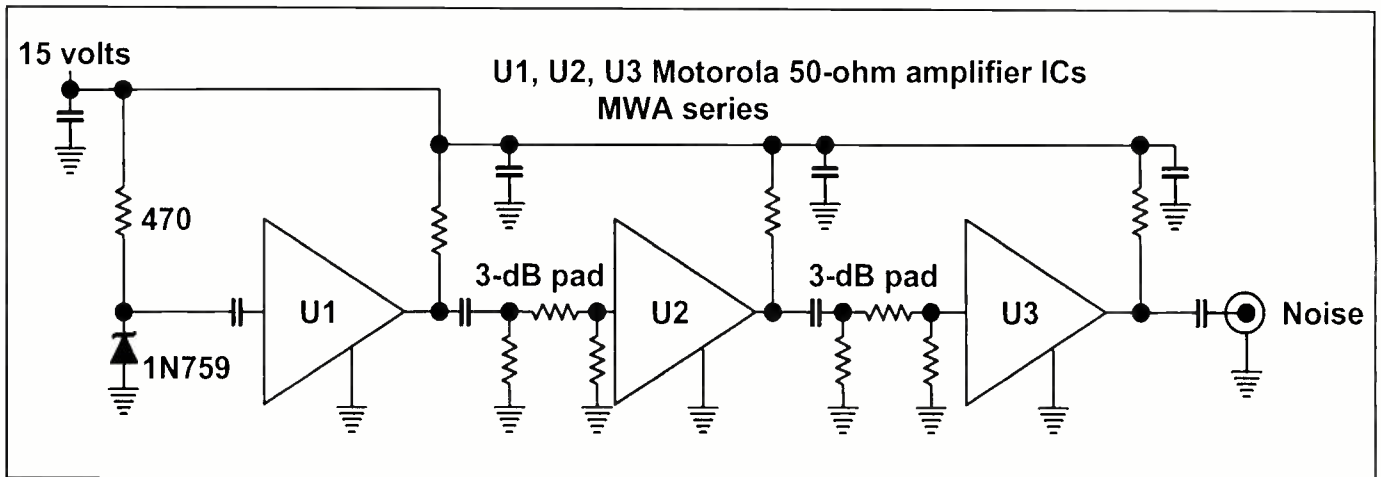 15 volts
U1, U2, U3 Motorola 50-ohm amplifier ICs
MWA series
470
3-dB pad
3-dB pad
U1
U2
U3
Noise
1N759